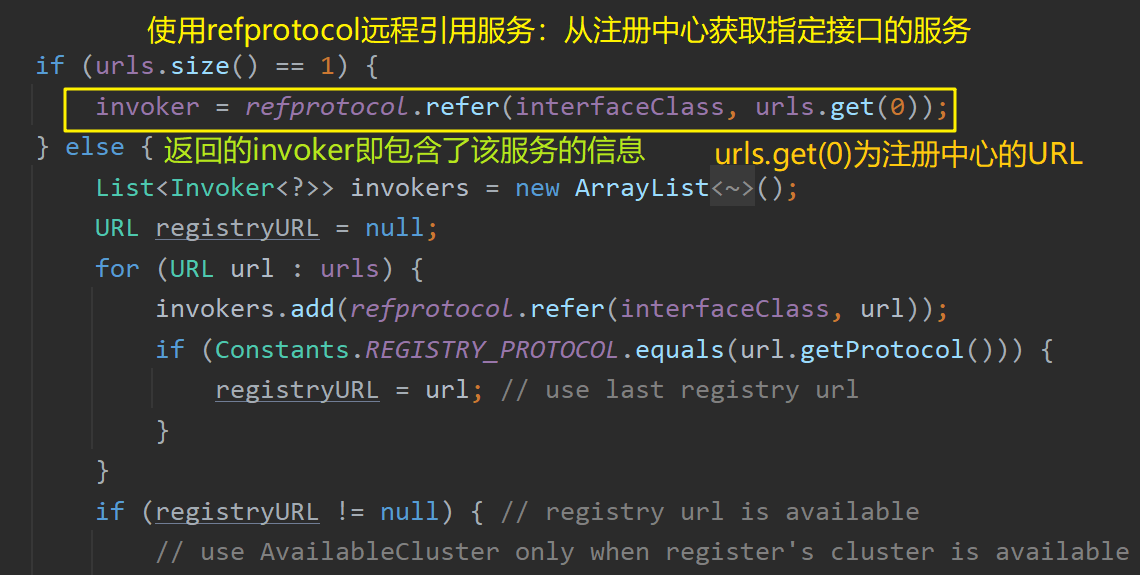 使用refprotocol远程引用服务：从注册中心获取指定接口的服务
if (urls.size() == 1) {
invoker = refprotocol.refer(interfaceClass, urls.get(0));
} else { 返回的invoker即包含了该服务的信息 urls.get(0)为注册中心的URL
List<Invoker<?>> invokers = new ArrayList<~>();
URL registryURL = null;
for (URL url : urls) {
invokers.add(refprotocol.refer(interfaceClass, url));
if (Constants.REGISTRY_PROTOCOL.equals(url.getProtocol())) {
registryURL = url; // use last registry url
}
}
if (registryURL != null) { // registry url is available
// use AvailableCluster only when register's cluster is available